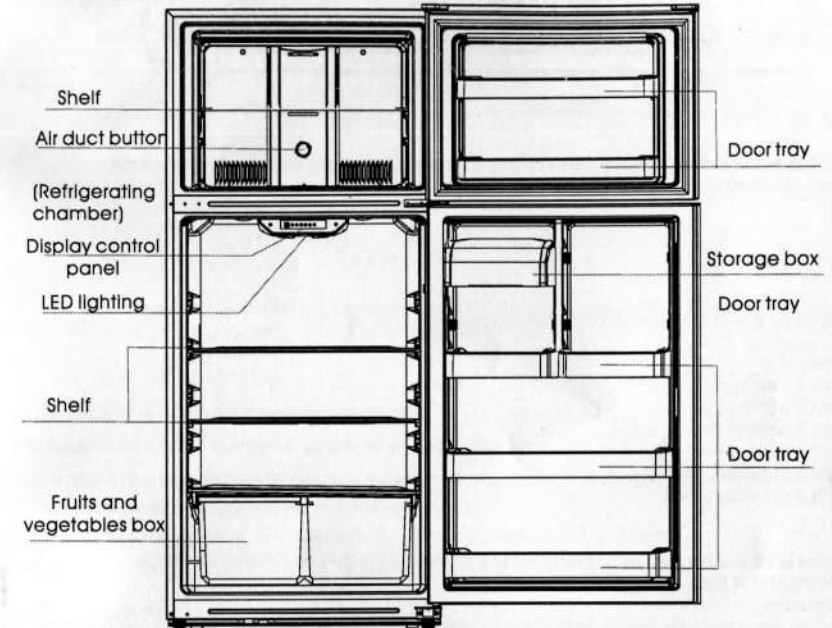 Shelf
Air duct button
(Refrigerating
chamber)
Display control
panel
LED lighting
Shelf
Fruits and
vegetables box
Door tray
Storage box
Door tray
Door tray